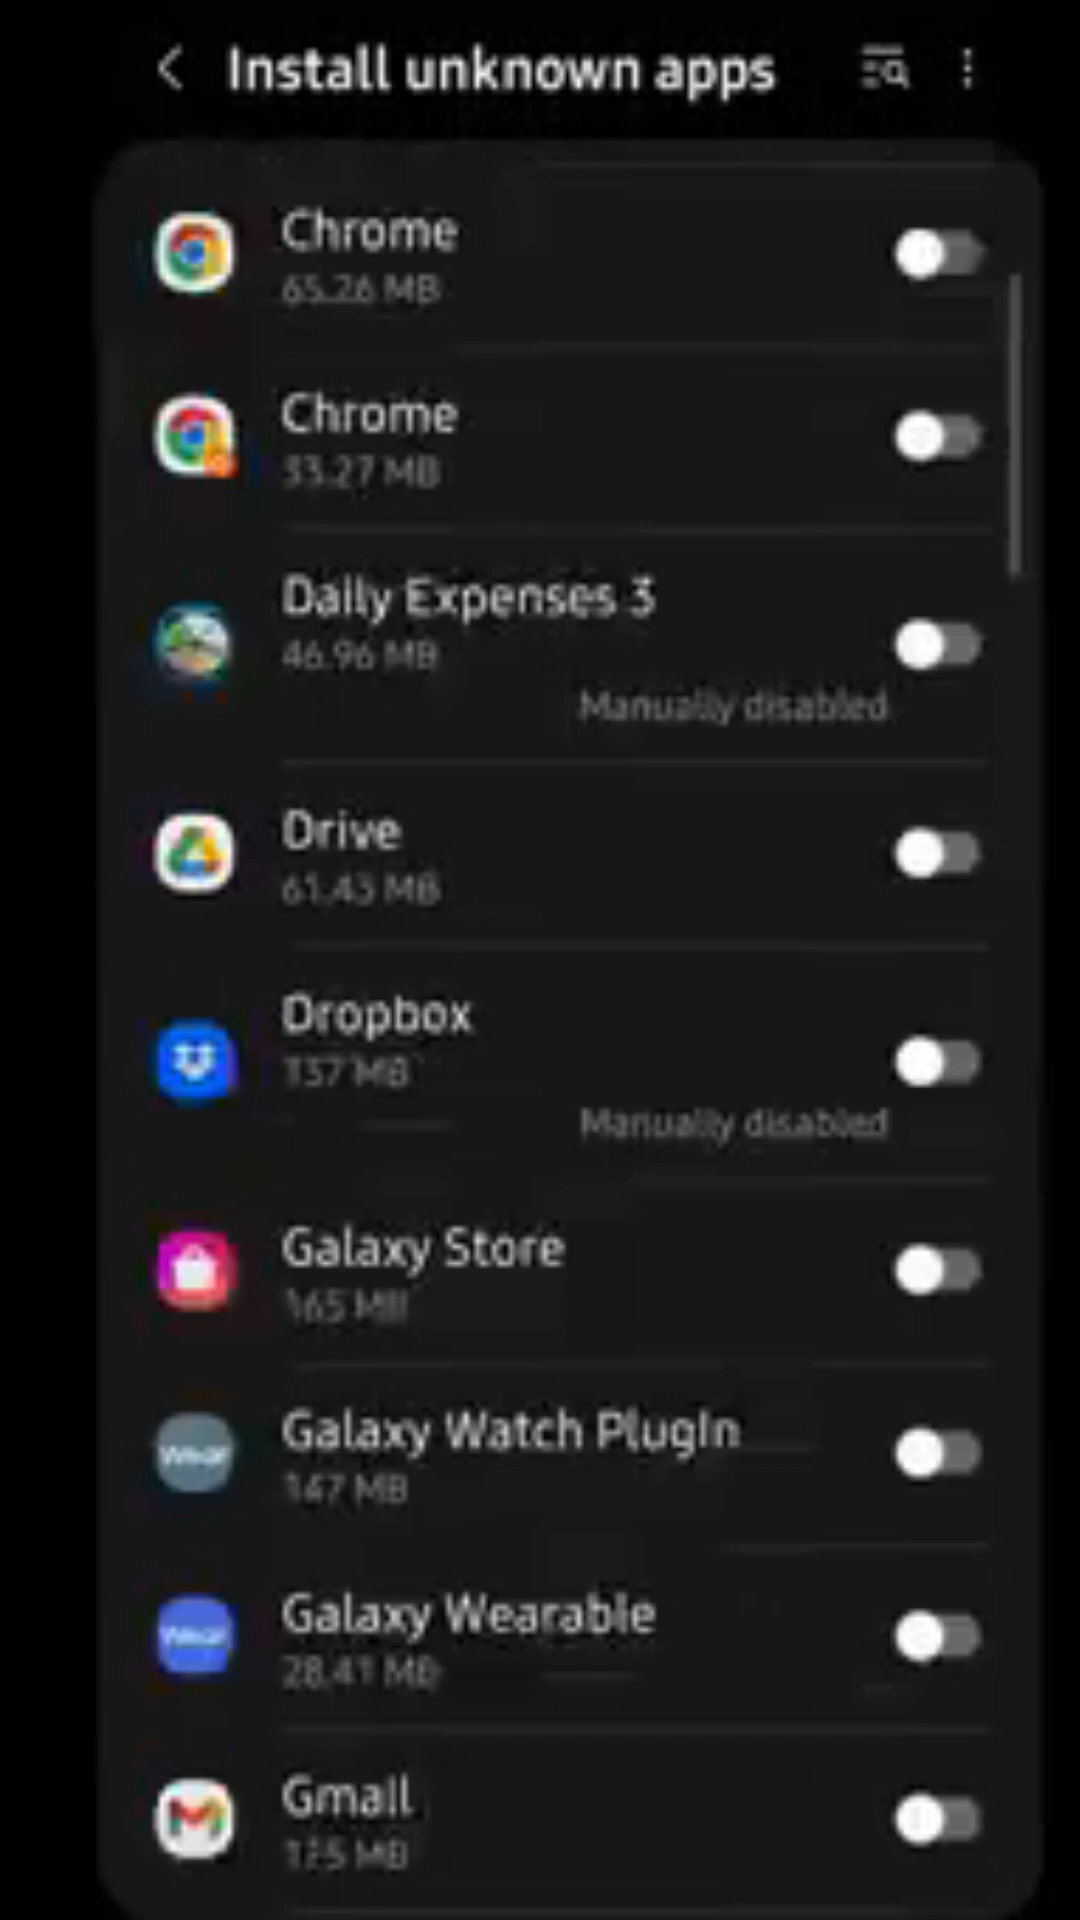 Install unknown apps
Chrome
65.26 MB
Chrome
33.27 MB
Daily Expenses 3
46.96 MB
Manually disabled
Drive
61.43 MB
Dropbox
137 MB
Manually disabled
Galaxy Store
165 MB
Galaxy Watch PlugIn
147 MB
Wear
Galaxy Wearable
28.41 MB
Wear
Gmail
MB